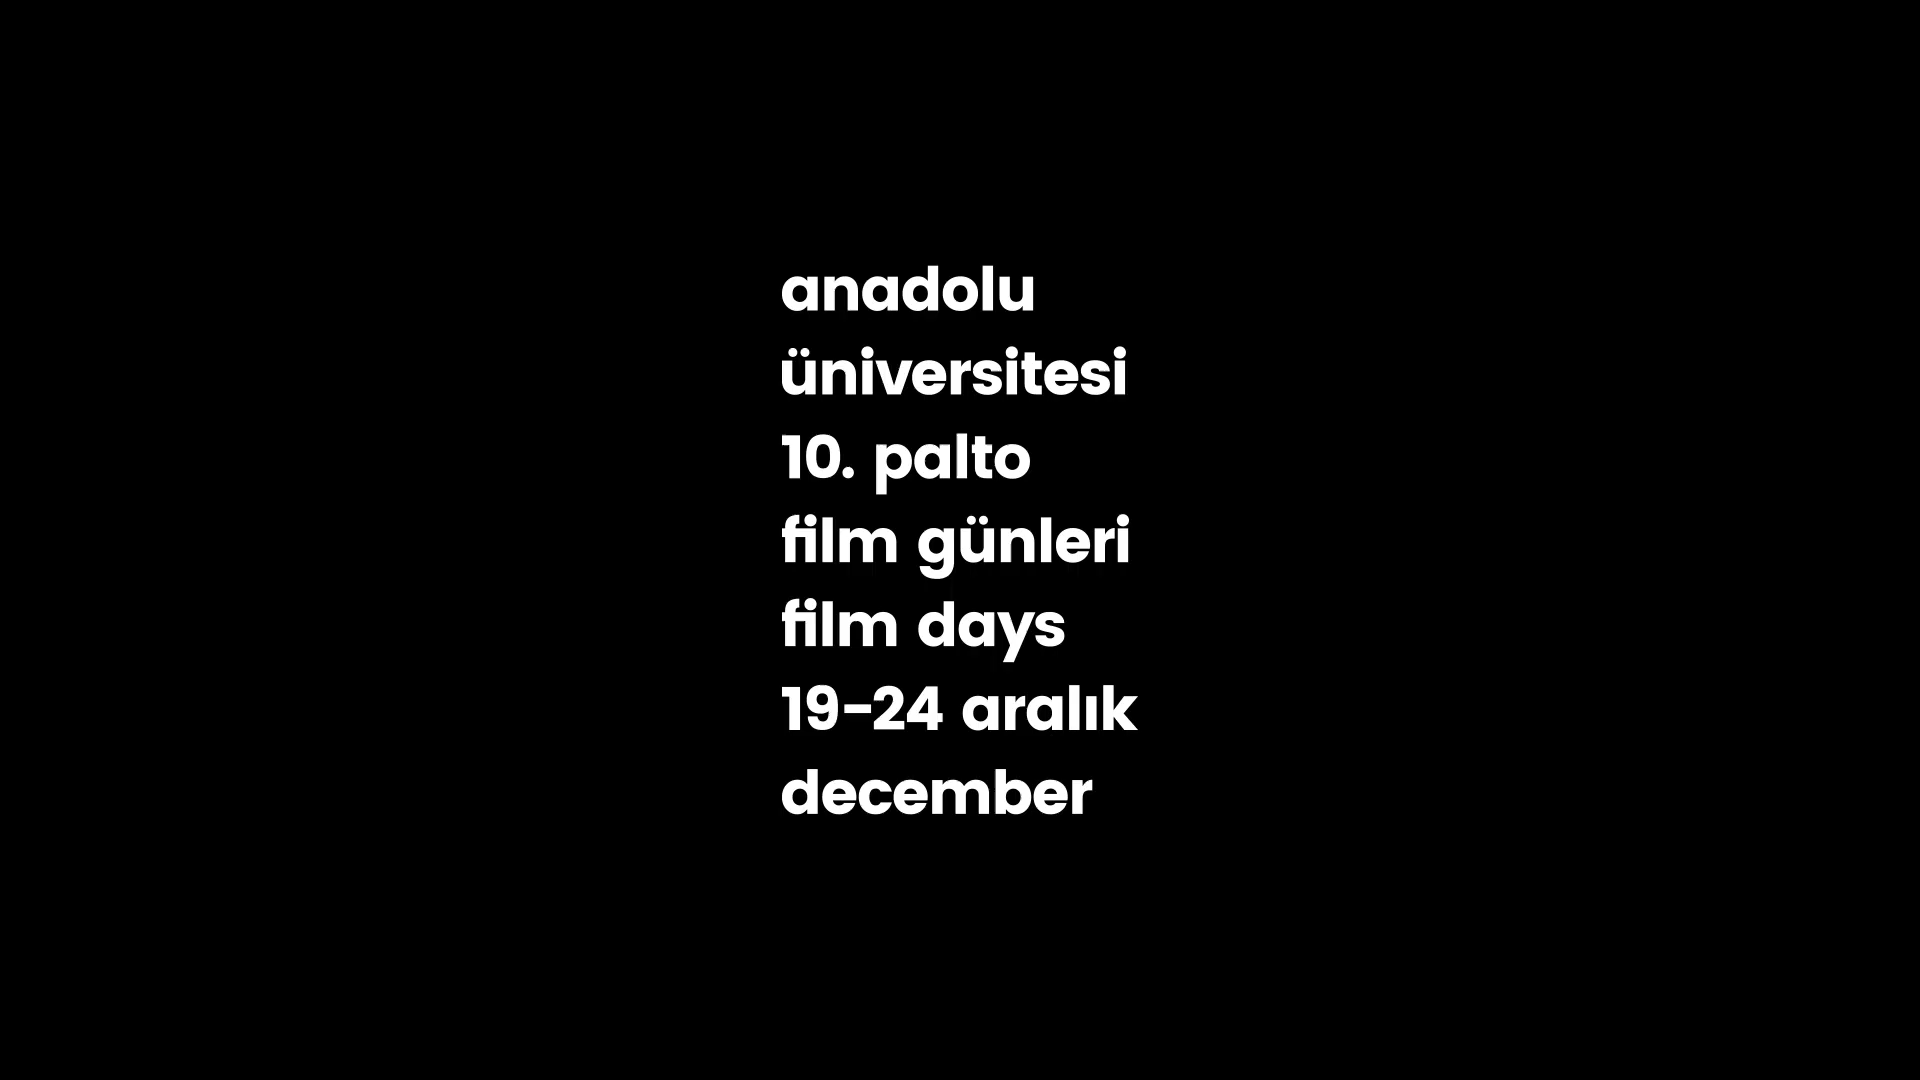 anadolu
üniversitesi
10. palto
film günleri
film days
19-24 aralık
december